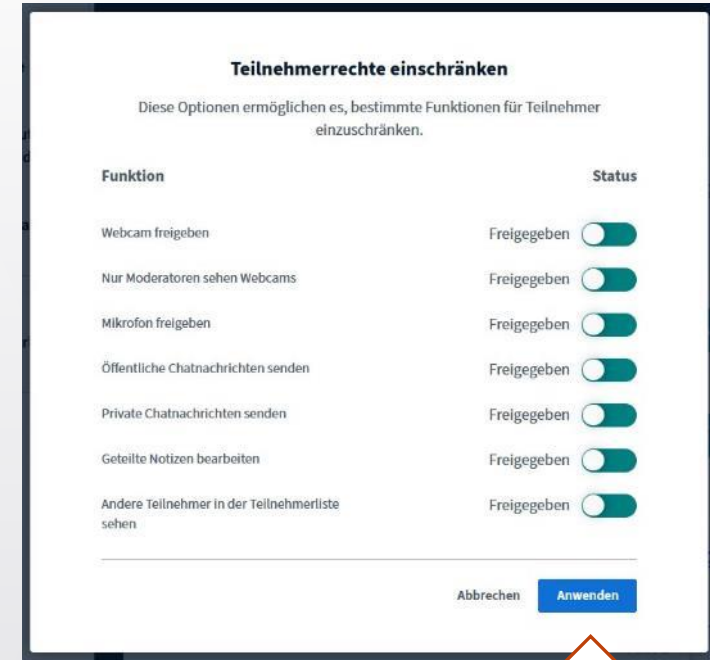 Teilnehmerrechte einschränken
Diese Optionen ermöglichen es, bestimmte Funktionen für Teilnehmer
einzuschränken.
Funktion Status
Webcam freigeben Freigegeben
Nur Moderatoren sehen Webcams Freigegeben
Mikrofon freigeben Freigegeben
Öffentliche Chatnachrichten senden Freigegeben
Private Chatnachrichten senden Freigegeben
Geteilte Notizen bearbeiten Freigegeben
Andere Teilnehmer in der Teilnehmerliste Freigegeben
sehen
Abbrechen Anwenden